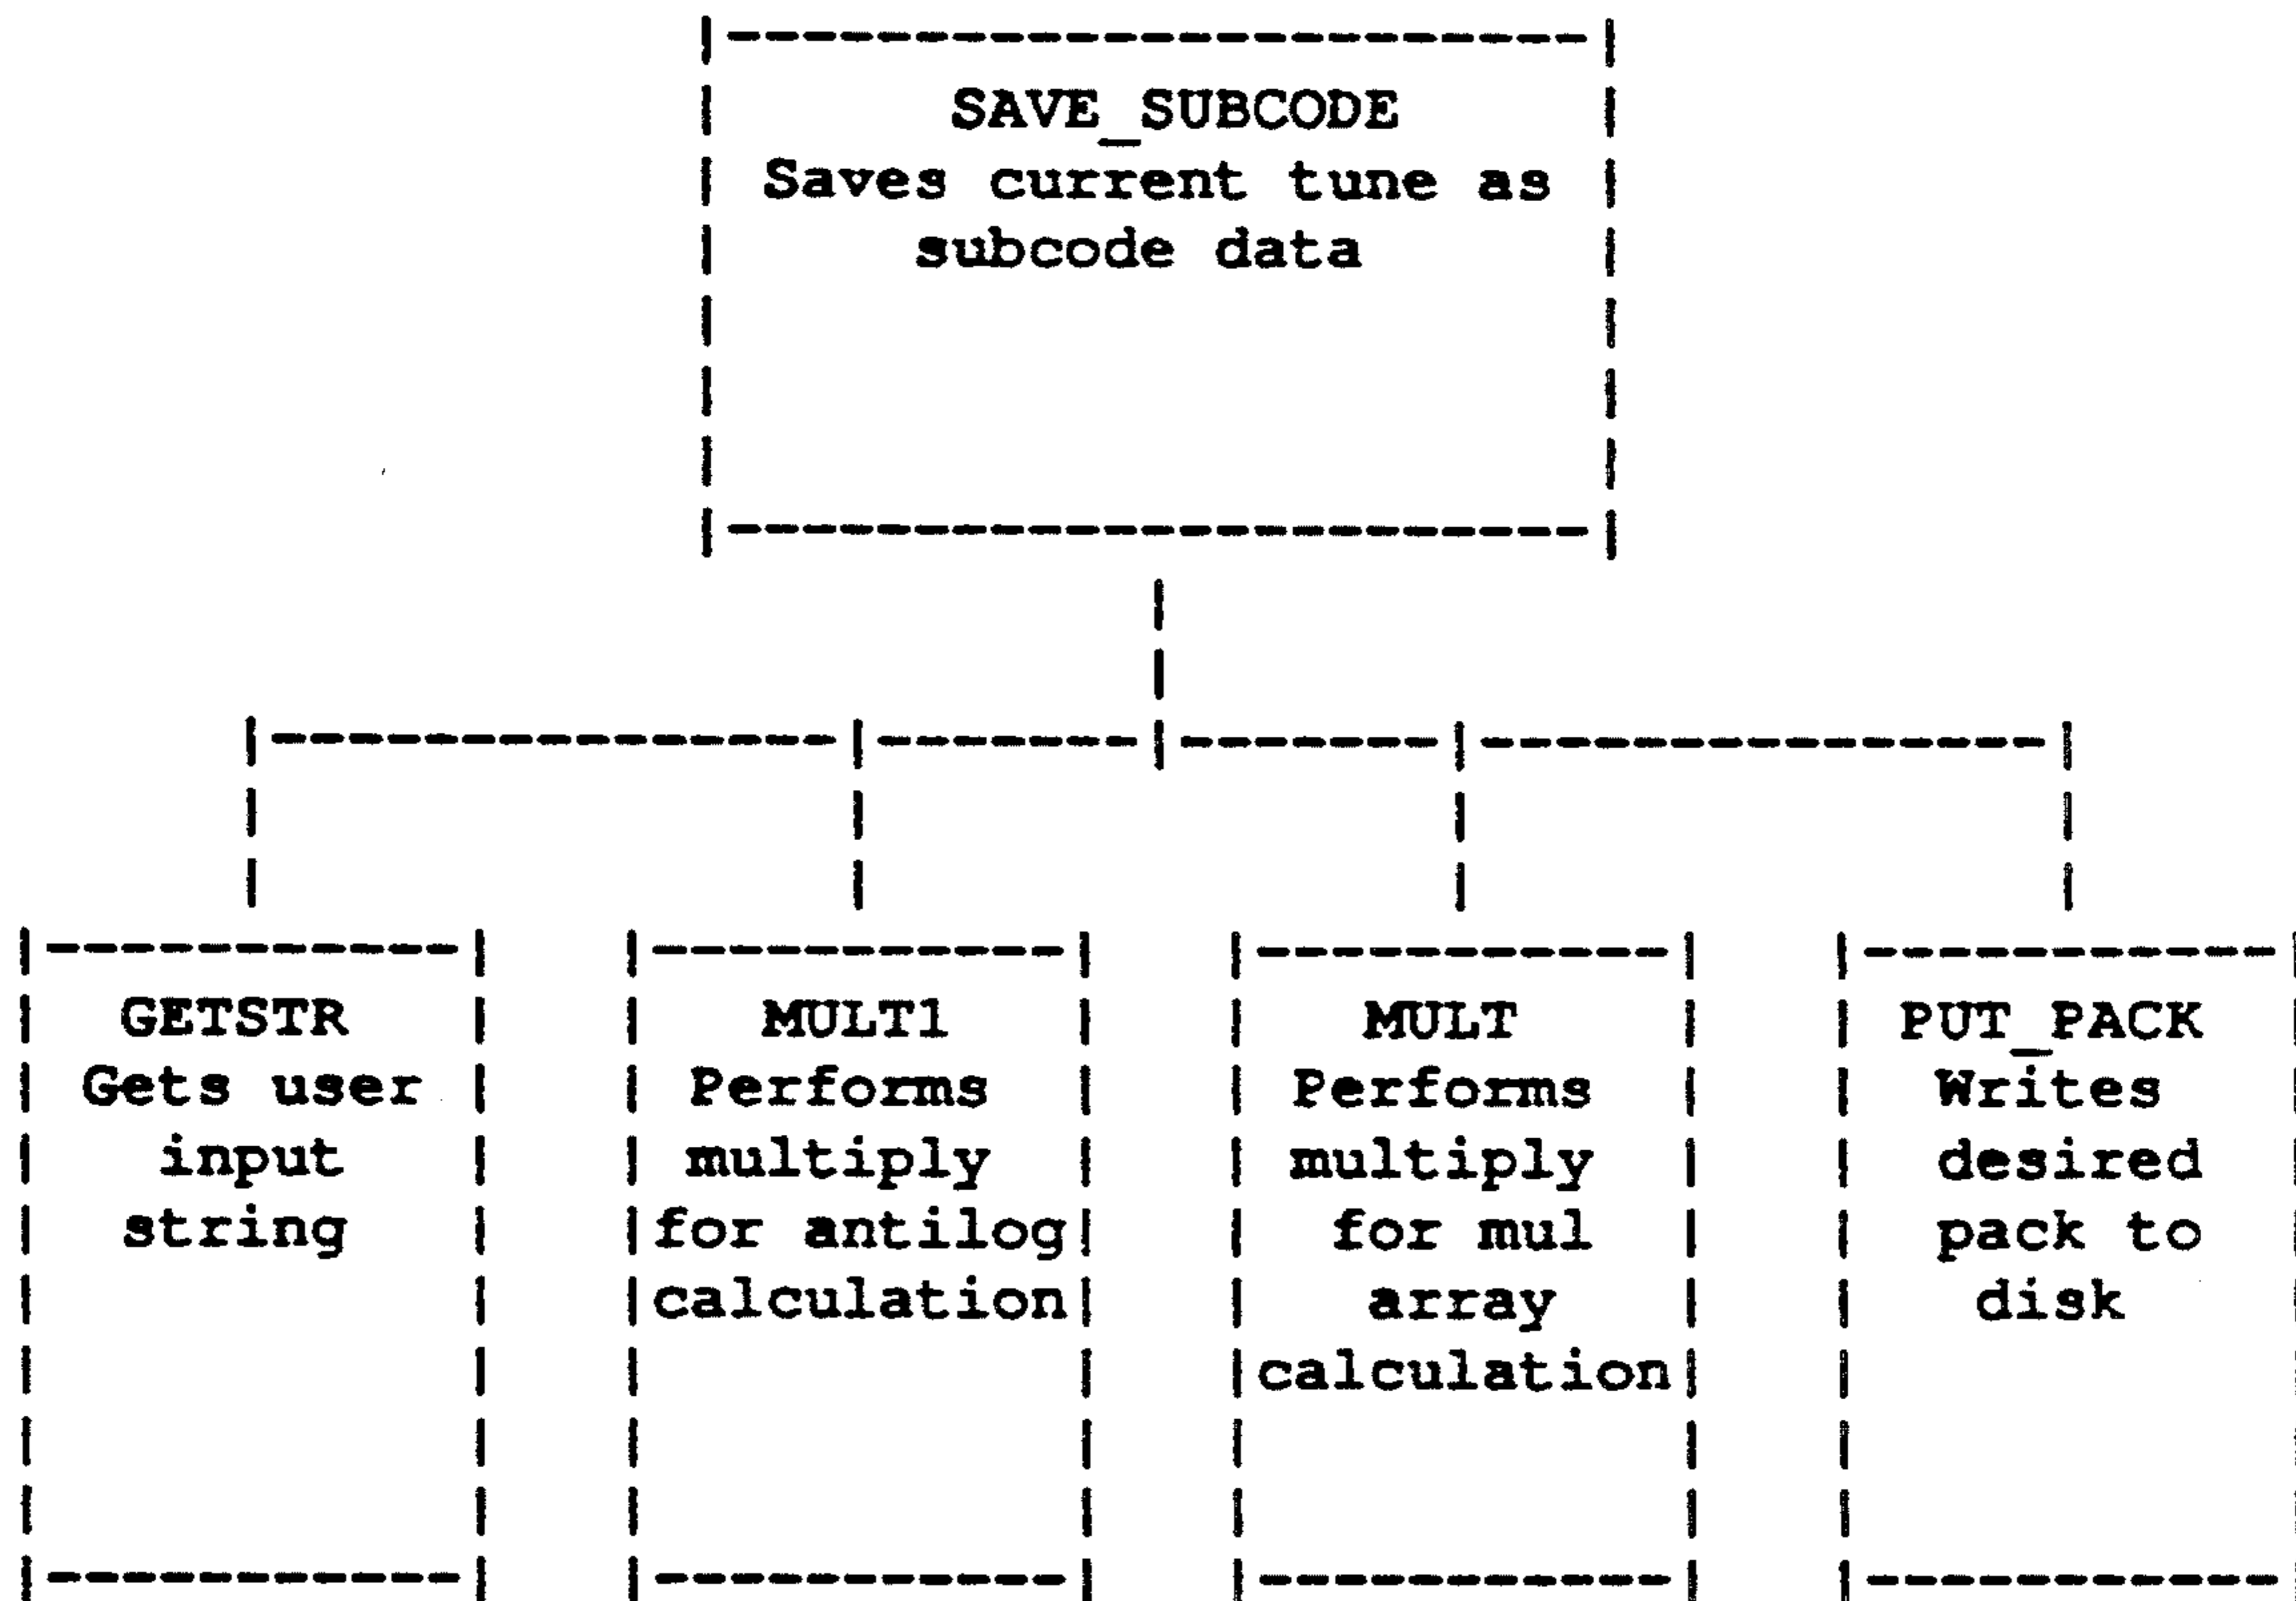 SAVE_SUBCODE
Saves current tune as
subcode data
GETSTR
Gets user
input
string
MULT1
Performs
multiply
for antilog
calculation
MULT
Performs
multiply
for mul
array
calculation
PUT_PACK
Writes
desired
pack to
disk